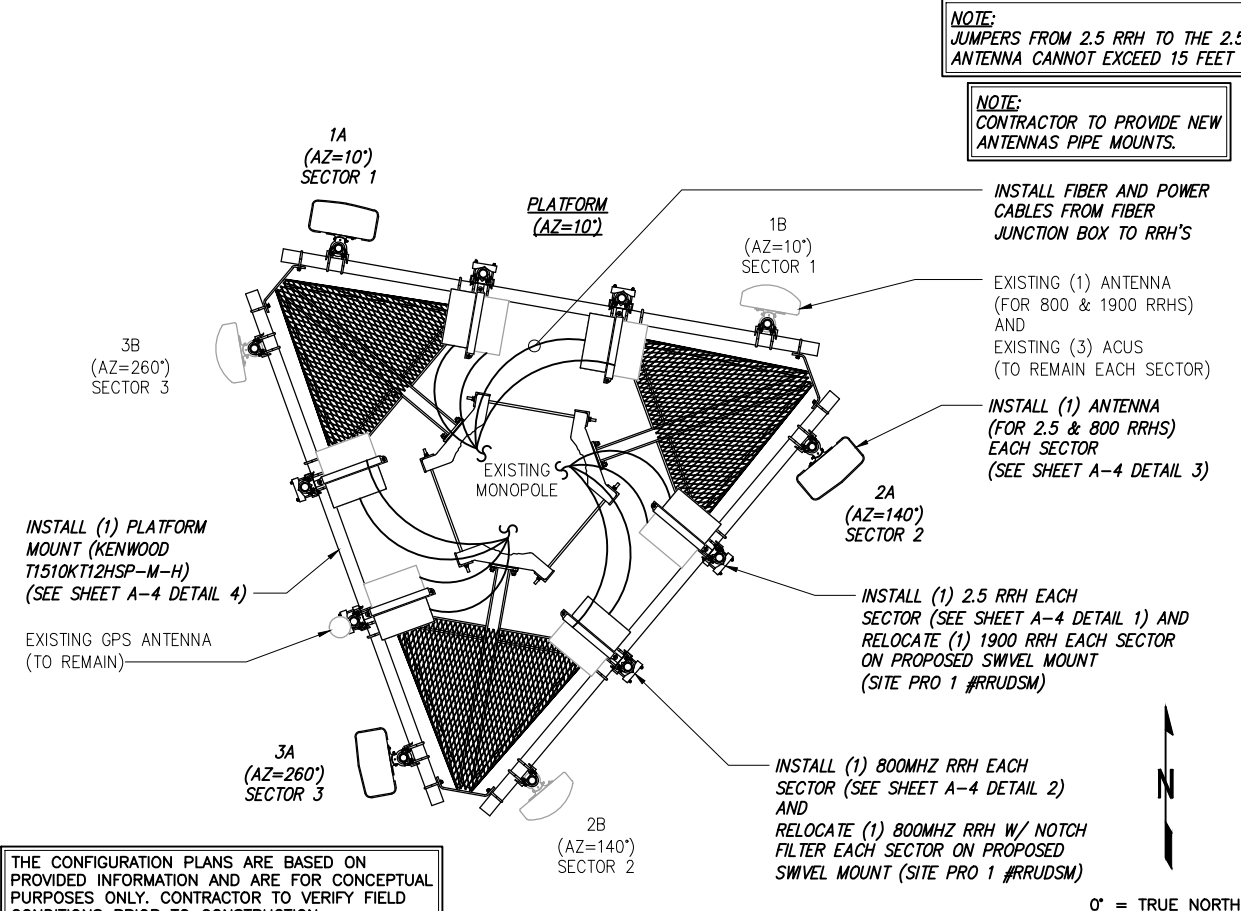 NOTE:
JUMPERS FROM 2.5 RRH TO THE 2.5
ANTENNA CANNOT EXCEED 15 FEET
NOTE:
CONTRACTOR TO PROVIDE NEW
ANTENNAS PIPE MOUNTS.
1A
(AZ=10°)
SECTOR 1
PLATFORM
(AZ=10°)
1B
(AZ=10°)
SECTOR 1
INSTALL FIBER AND POWER
CABLES FROM FIBER
JUNCTION BOX TO RRH'S
EXISTING (1) ANTENNA
(FOR 800 & 1900 RRHS)
AND
EXISTING (3) ACUS
(TO REMAIN EACH SECTOR)
3B
(AZ=260°)
SECTOR 3
INSTALL (1) ANTENNA
(FOR 2.5 & 800 RRHS)
EACH SECTOR
(SEE SHEET A-4 DETAIL 3)
EXISTING
MONOPOLE
2A
(AZ=140°)
SECTOR 2
INSTALL (1) PLATFORM
MOUNT (KENWOOD
T1510KT12HSP-M-H)
(SEE SHEET A-4 DETAIL 4)
EXISTING GPS ANTENNA
(TO REMAIN)
INSTALL (1) 2.5 RRH EACH
SECTOR (SEE SHEET A-4 DETAIL 1) AND
RELOCATE (1) 1900 RRH EACH SECTOR
ON PROPOSED SWIVEL MOUNT
(SITE PRO 1 #RRUDSM)
3A
(AZ=260°)
SECTOR 3
INSTALL (1) 800MHZ RRH EACH
SECTOR (SEE SHEET A-4 DETAIL 2)
AND
RELOCATE (1) 800MHZ RRH W/ NOTCH
FILTER EACH SECTOR ON PROPOSED
SWIVEL MOUNT (SITE PRO 1 #RRUDSM)
2B
(AZ=140°)
SECTOR 2
N
0° = TRUE NORTH
THE CONFIGURATION PLANS ARE BASED ON
PROVIDED INFORMATION AND ARE FOR CONCEPTUAL
PURPOSES ONLY. CONTRACTOR TO VERIFY FIELD
CONDITIONS PRIOR TO CONSTRUCTION